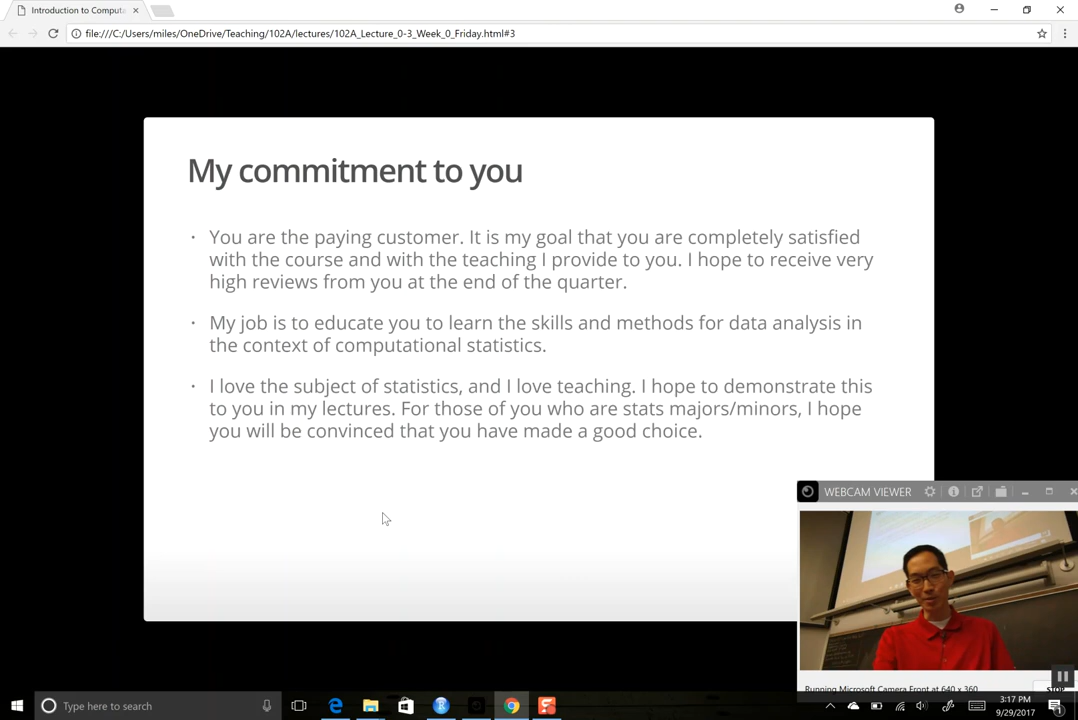 Introduction to Computa
file:///C:/Users/miles/OneDrive/Teaching/102A/lectures/102A_Lecture_0-3_Week_0_Friday.html#3
My commitment to you
· You are the paying customer. It is my goal that you are completely satisfied
with the course and with the teaching I provide to you. I hope to receive very
high reviews from you at the end of the quarter.
· My job is to educate you to learn the skills and methods for data analysis in
the context of computational statistics.
· I love the subject of statistics, and I love teaching. I hope to demonstrate this
to you in my lectures. For those of you who are stats majors/minors, I hope
you will be convinced that you have made a good choice.
WEBCAM VIEWER
Running Microsoft Camera Front at 640 x 360
STOP
Type here to search
3:17 PM
9/29/2017